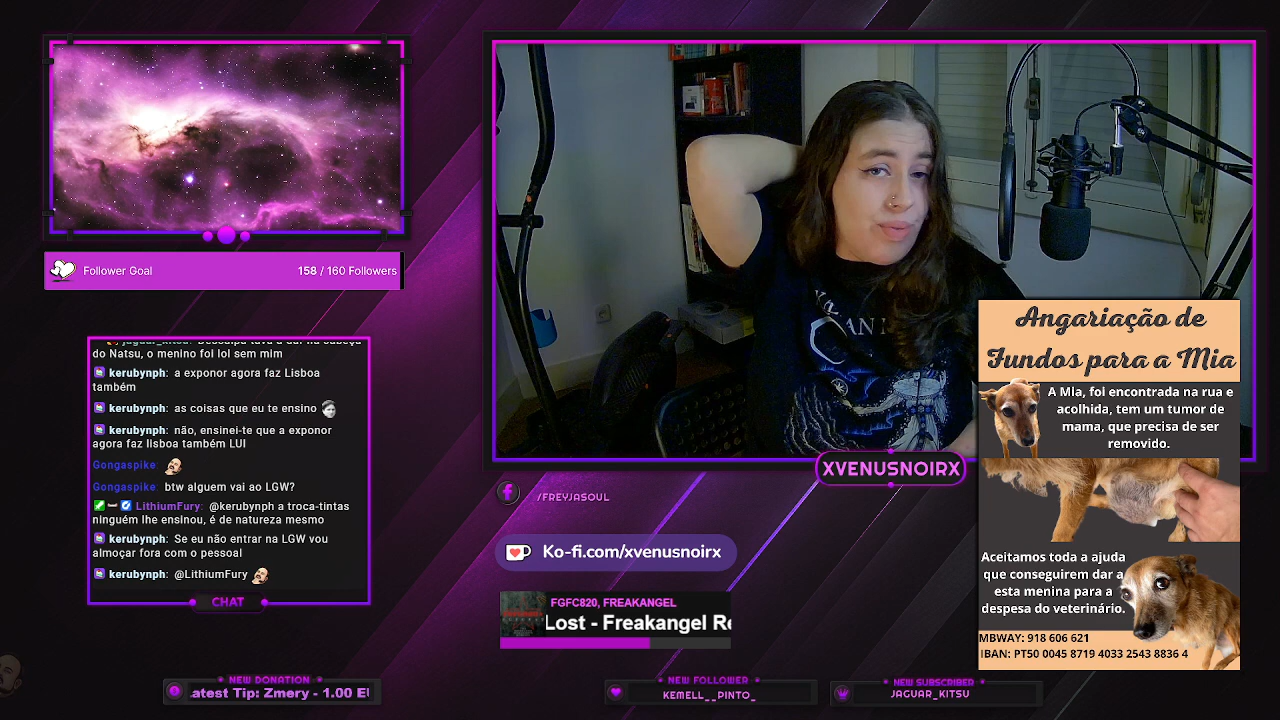 Follower Goal
158 / 160 Followers
do Natsu, o menino foi lol sem mim
kerubynph: a exponor agora faz Lisboa
também
kerubynph: as coisas que eu te ensino
kerubynph: não, ensinei-te que a exponor
agora faz lIsboa também LUI
Gongaspike:
Gongaspike: btw alguem vai ao LGW?
LithiumFury: @kerubynph a troca-tintas
ninguém lhe ensinou, é de natureza mesmo
kerubynph: Se eu não entrar na LGW vou
almoçar fora com o pessoal
kerubynph: @LithiumFury
CHAT
XVENUSNOIRX
/FREYJASOUL
Ko-fi.com/xvenusnoirx
FGFC820, FREAKANGEL
Lost - Freakangel Re
Angariação de
Fundos para a Mia
A Mia, foi encontrada na rua e
acolhida, tem um tumor de
mama, que precisa de ser
removido.
Aceitamos toda a ajuda
que conseguirem dar a
esta menina para a
despesa do veterinário.
MBWAY: 918 606 621
IBAN: PT50 0045 8719 4033 2543 8836 4
NEW DONATION
atest Tip: Zmery - 1.00 EU
NEW FOLLOWER
KEMELL__PINTO_
NEW SUBSCRIBER
JAGUAR_KITSU